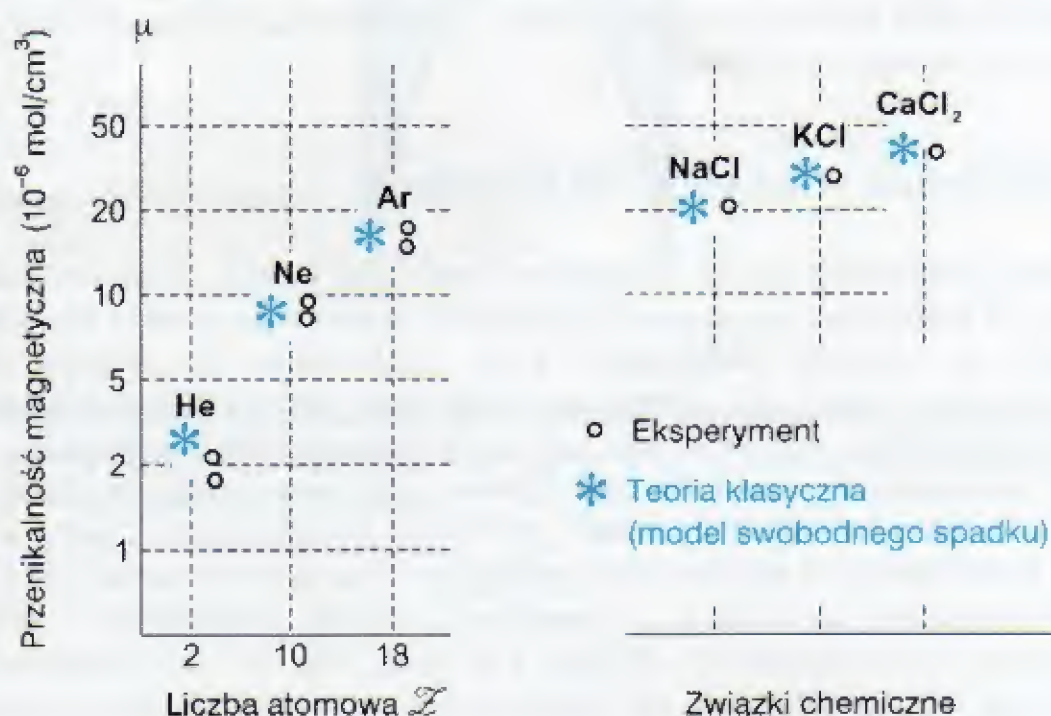 μ
Przenikalność magnetyczna (10⁻⁶ mol/cm³)
50
20
10
5
2
1
He
Ne
Ar
2 10 18
Liczba atomowa 𝒵
NaCl
KCl
CaCl₂
Eksperyment
Teoria klasyczna
(model swobodnego spadku)
Związki chemiczne